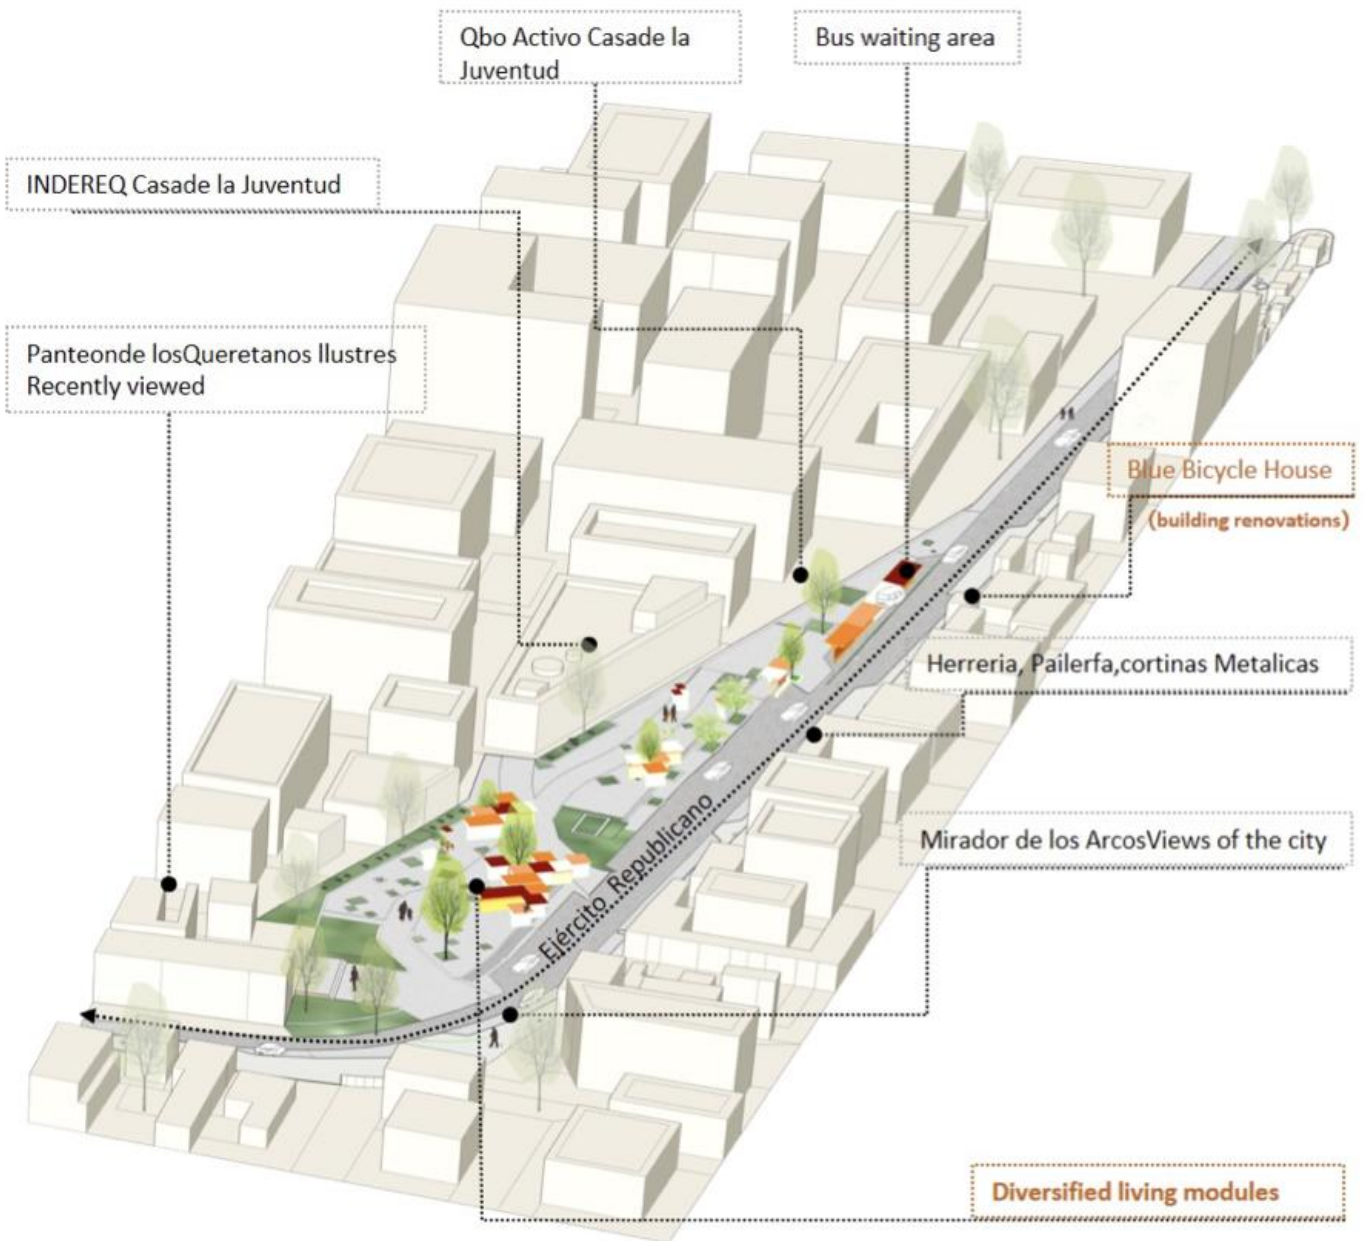 Qbo Activo Casade la
Juventud
Bus waiting area
INDEREQ Casade la Juventud
Panteonde losQueretanos Ilustres
Recently viewed
Blue Bicycle House
(building renovations)
Herreria, Pailerfa,cortinas Metalicas
Mirador de los ArcosViews of the city
Ejército Republicano
Diversified living modules